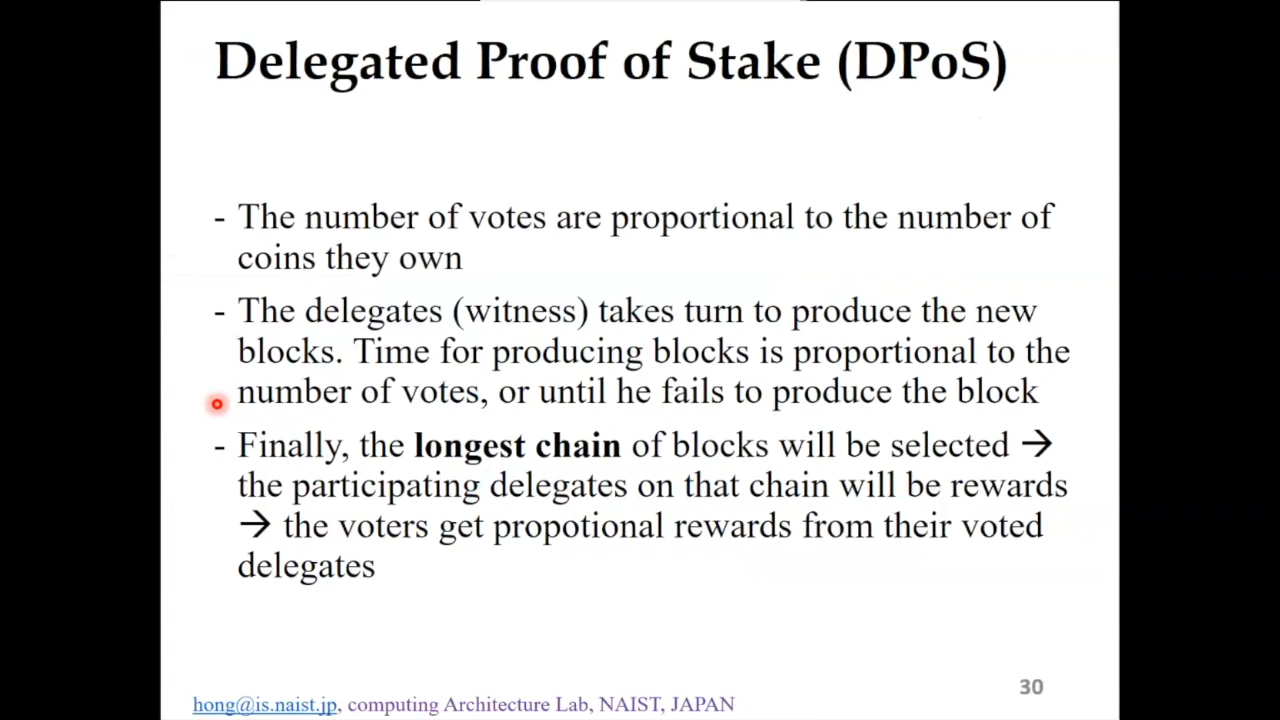 Delegated Proof of Stake (DPoS)
- The number of votes are proportional to the number of
coins they own
- The delegates (witness) takes turn to produce the new
blocks. Time for producing blocks is proportional to the
number of votes, or until he fails to produce the block
- Finally, the longest chain of blocks will be selected →
the participating delegates on that chain will be rewards
→ the voters get propotional rewards from their voted
delegates
30
hong@is.naist.jp, computing Architecture Lab, NAIST, JAPAN